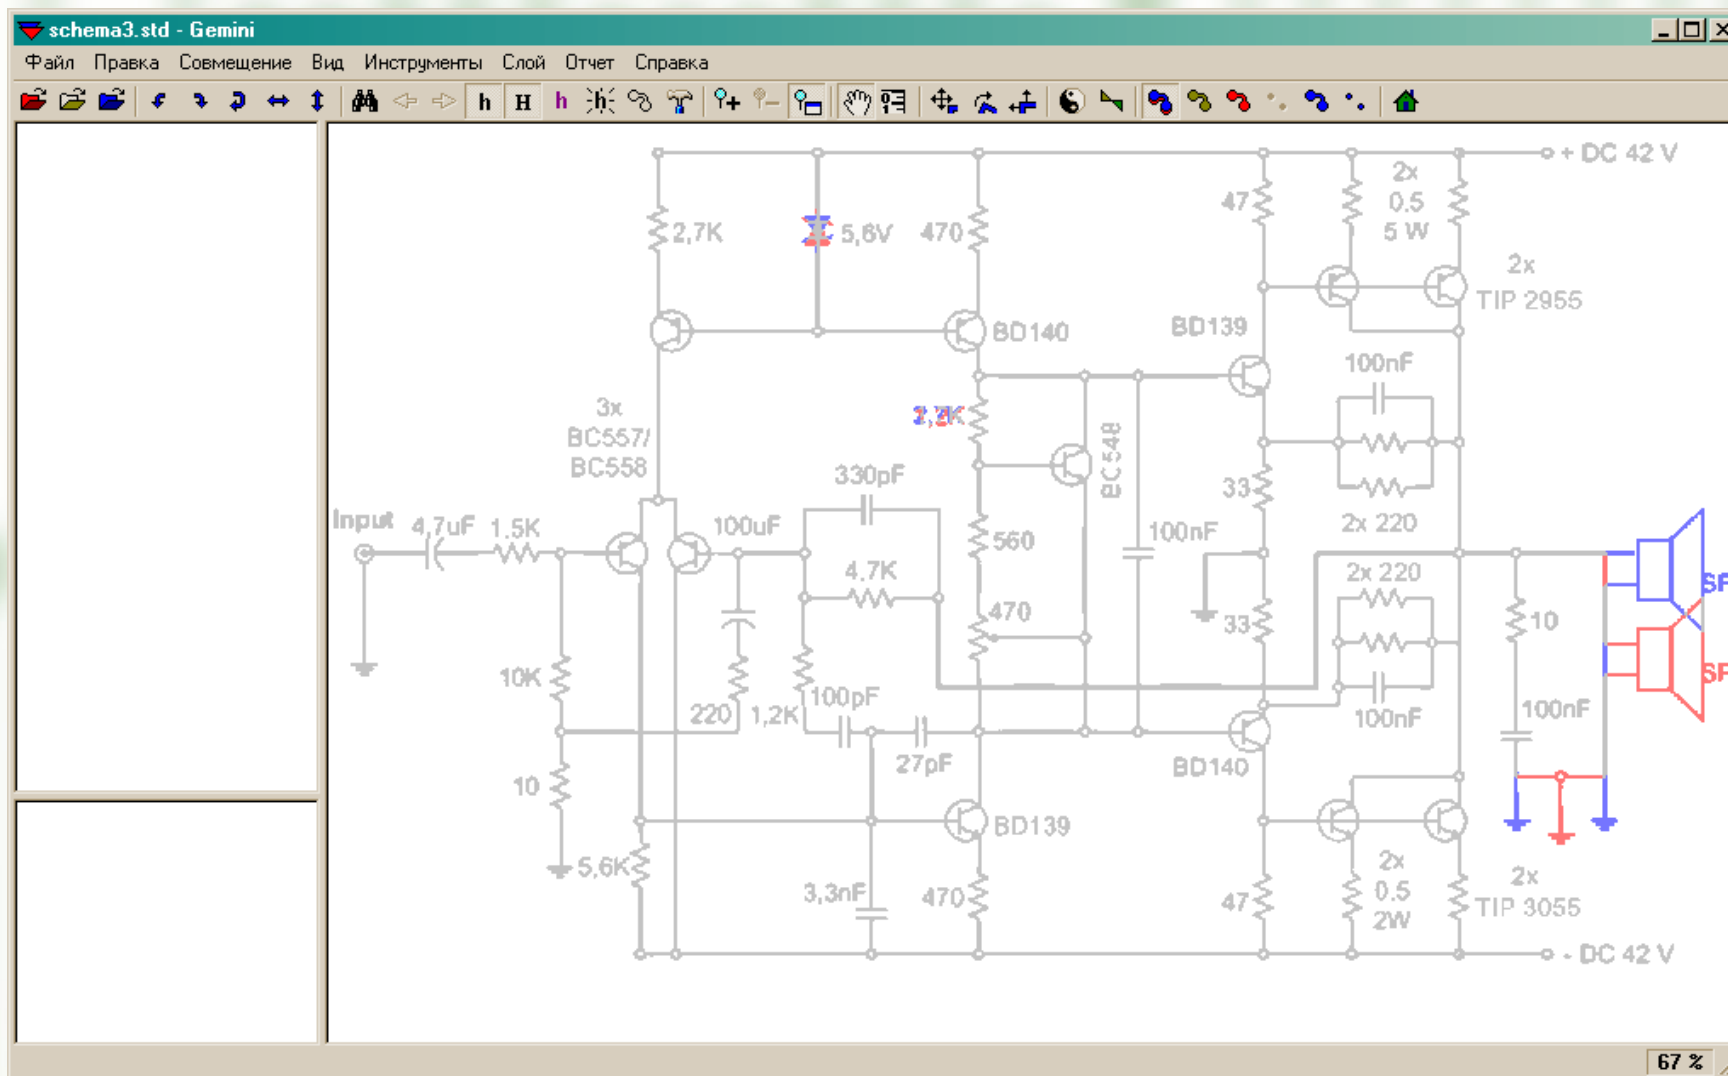 schema3.std - Gemini
Файл Правка Совмещение Вид Инструменты Слой Отчет Справка
h H h h
+ DC 42 V
2x
0.5
5 W
47
2,7K
5,6V
470
2x
TIP 2955
BD140
BD139
100nF
3x
BC557/
BC558
BC548
330pF
33
Input
4,7uF
1.5K
100uF
560
100nF
2x 220
4.7K
2x 220
470
33
10
10K
100pF
220
1,2K
100nF
100nF
27pF
BD140
10
BD139
5,6K
3,3nF
470
47
2x
0.5
2W
2x
TIP 3055
- DC 42 V
67 %